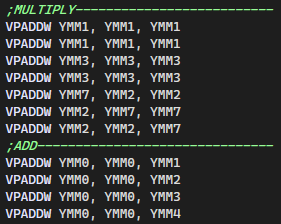 ;MULTIPLY--------------------------
VPADDW YMM1, YMM1, YMM1
VPADDW YMM1, YMM1, YMM1
VPADDW YMM3, YMM3, YMM3
VPADDW YMM3, YMM3, YMM3
VPADDW YMM7, YMM2, YMM2
VPADDW YMM2, YMM7, YMM7
VPADDW YMM2, YMM2, YMM7
;ADD-------------------------------
VPADDW YMM0, YMM0, YMM1
VPADDW YMM0, YMM0, YMM2
VPADDW YMM0, YMM0, YMM3
VPADDW YMM0, YMM0, YMM4